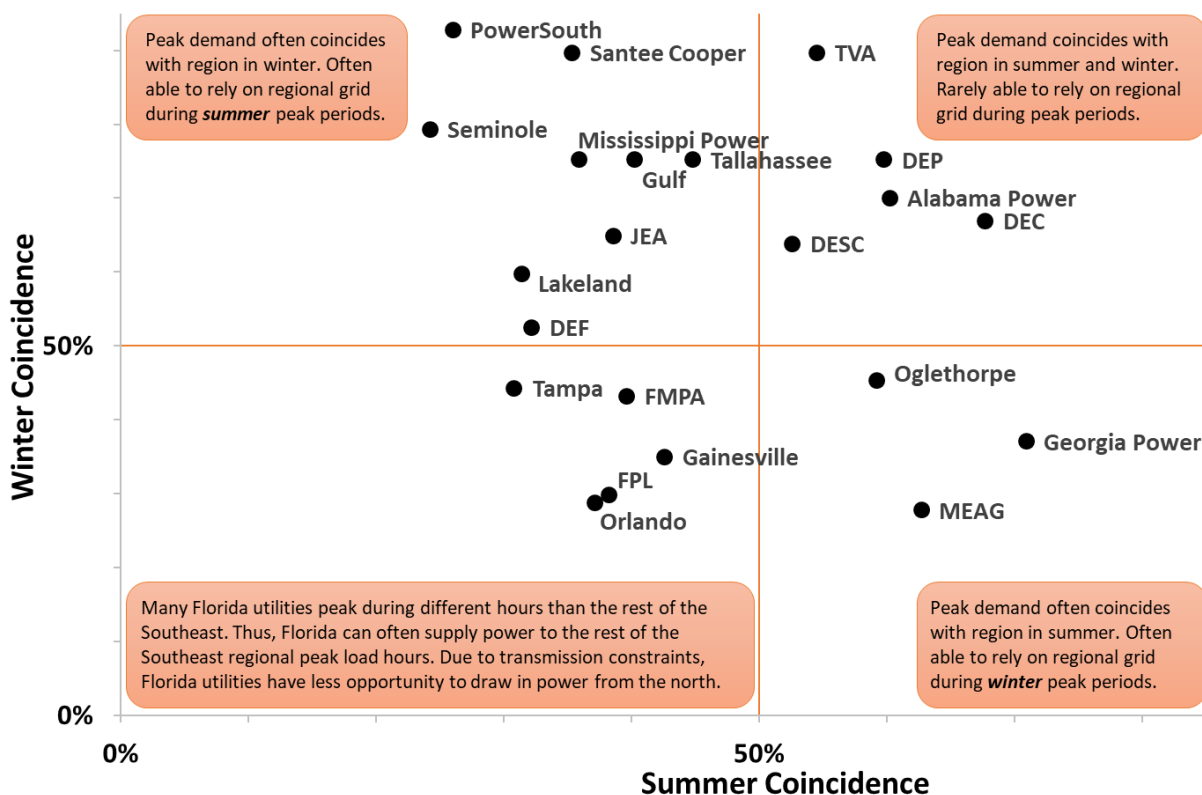 Peak demand often coincides
with region in winter. Often
able to rely on regional grid
during summer peak periods.
Peak demand coincides with
region in summer and winter.
Rarely able to rely on regional
grid during peak periods.
PowerSouth
Santee Cooper
TVA
Seminole
Mississippi Power
Tallahassee
DEP
Gulf
Alabama Power
DEC
JEA
DESC
Lakeland
DEF
Winter Coincidence
50%
Oglethorpe
Tampa
FMPA
Georgia Power
Gainesville
FPL
Orlando
MEAG
Many Florida utilities peak during different hours than the rest of the
Southeast. Thus, Florida can often supply power to the rest of the
Southeast regional peak load hours. Due to transmission constraints,
Florida utilities have less opportunity to draw in power from the north.
Peak demand often coincides
with region in summer. Often
able to rely on regional grid
during winter peak periods.
0%
0%
50%
Summer Coincidence